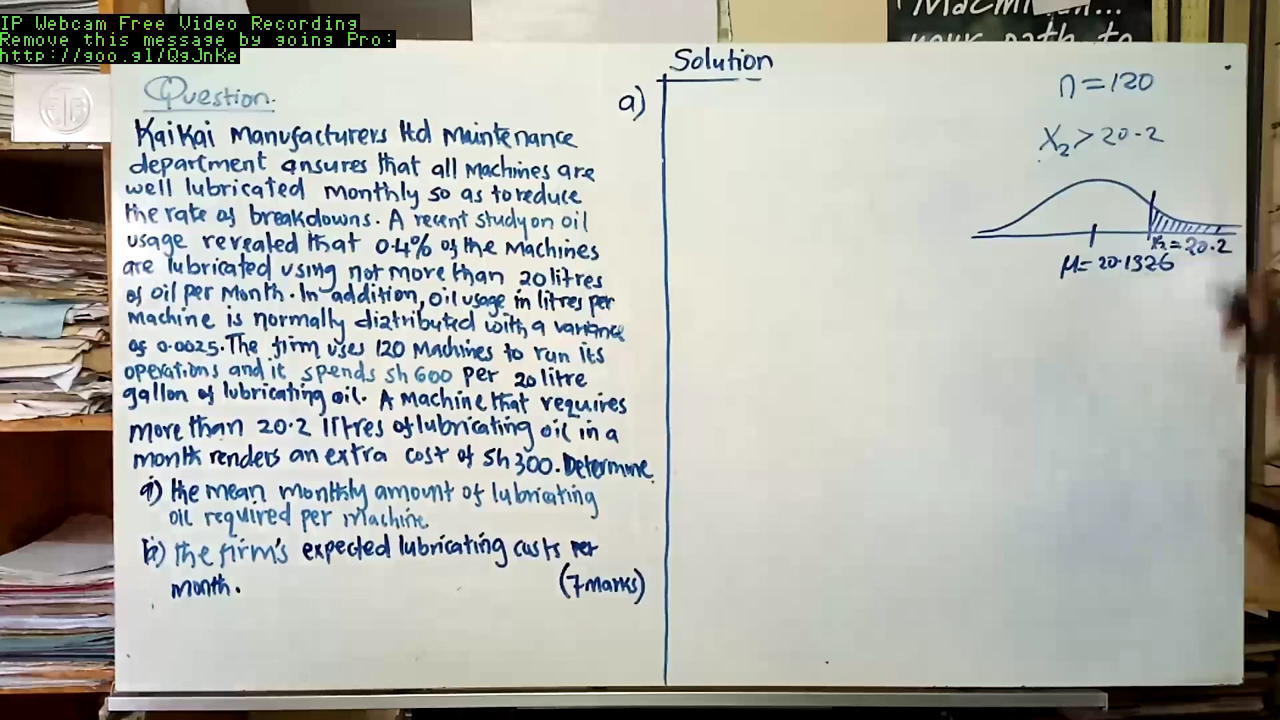 IP Webcam Free Video Recording
Remove this message by going Pro:
http://goo.gl/QgJnKe
Macmillan...
your path to
Solution
Question.
a)
KaiKai Manufacturers ltd Maintenance
department ensures that all machines are
well lubricated monthly so as to reduce
the rate of breakdowns. A recent study on oil
usage revealed that 0.4% of the machines
are lubricated using not more than 20 litres
of oil per month. In addition, oil usage in litres per
machine is normally distributed with a variance
of 0.0025. The firm uses 120 Machines to run its
operations and it spends sh 600 per 20 litre
gallon of lubricating oil. A machine that requires
more than 20.2 litres of lubricating oil in a
month renders an extra cost of Sh 300. Determine
a) the mean monthly amount of lubricating
oil required per machine.
b) the firm's expected lubricating costs per
month. (7 marks)
n = 120
X₂ > 20.2
= 20.2
μ = 20.1326